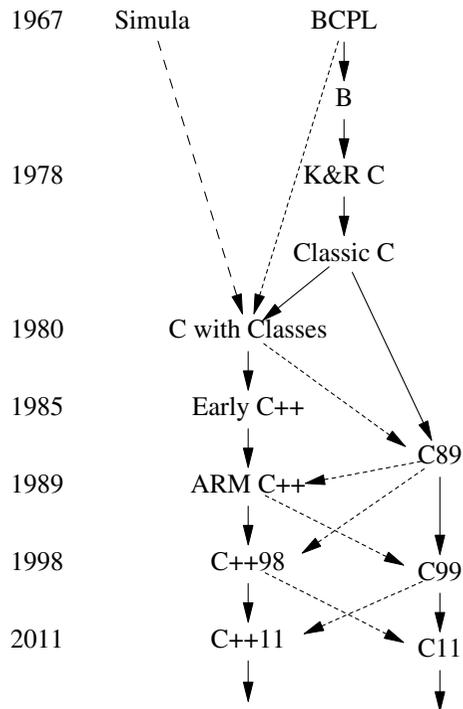 1967 Simula BCPL
B
1978 K&R C
Classic C
1980 C with Classes
1985 Early C++
C89
1989 ARM C++
1998 C++98 C99
2011 C++11 C11